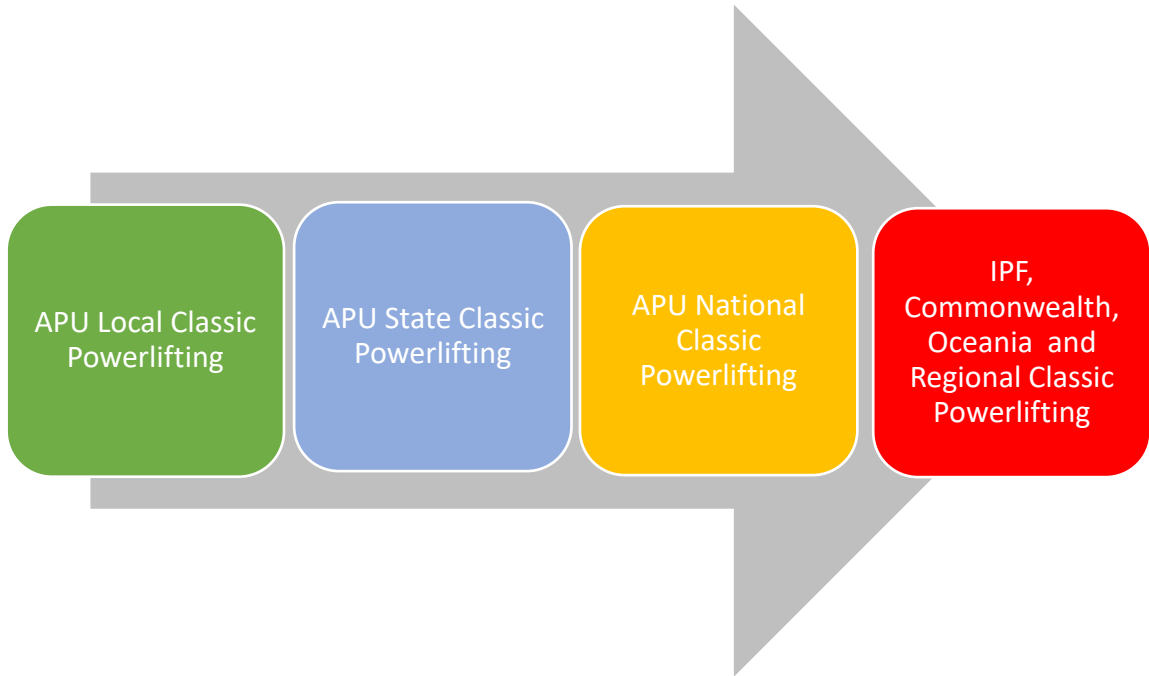 APU Local Classic
Powerlifting
APU State Classic
Powerlifting
APU National
Classic
Powerlifting
IPF,
Commonwealth,
Oceania  and
Regional Classic
Powerlifting